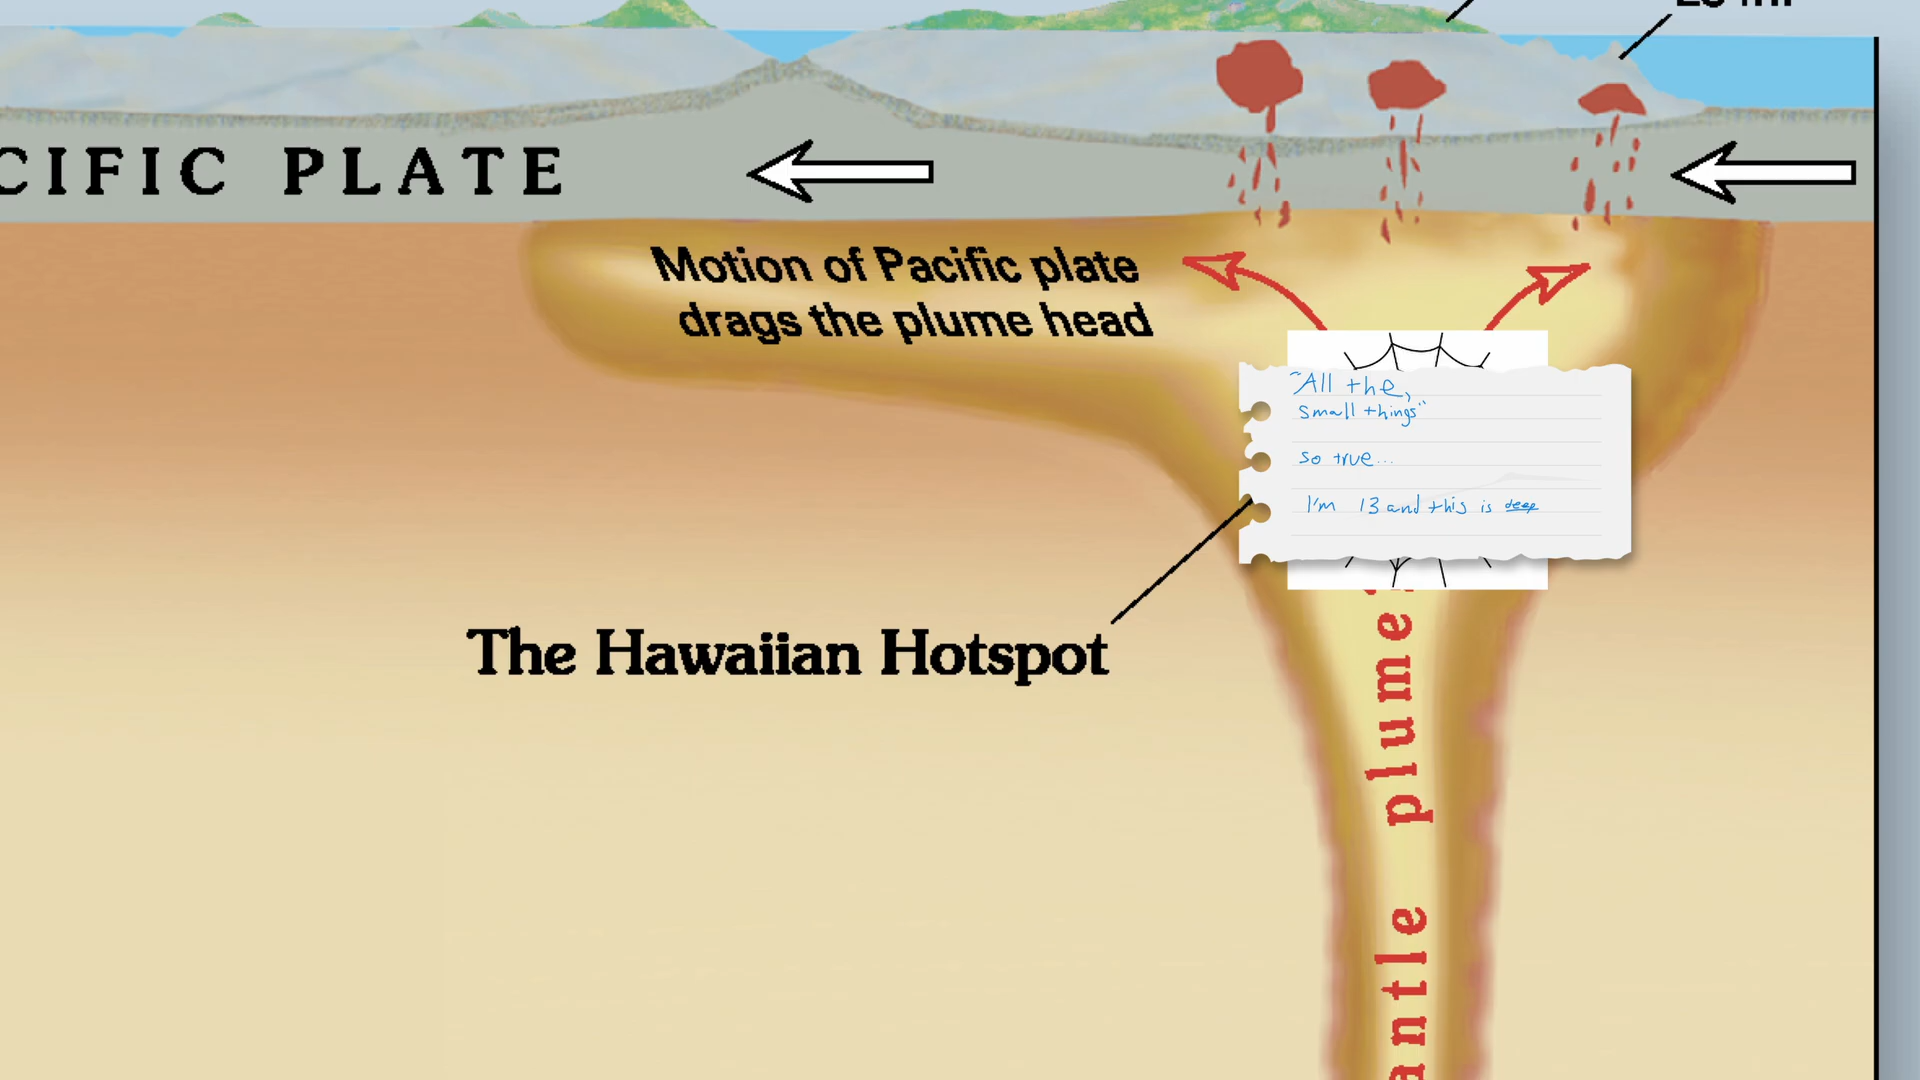 CIFIC PLATE
Motion of Pacific plate
drags the plume head
"All the,
small things"
so true...
I'm 13 and this is deep
The Hawaiian Hotspot
antle plume